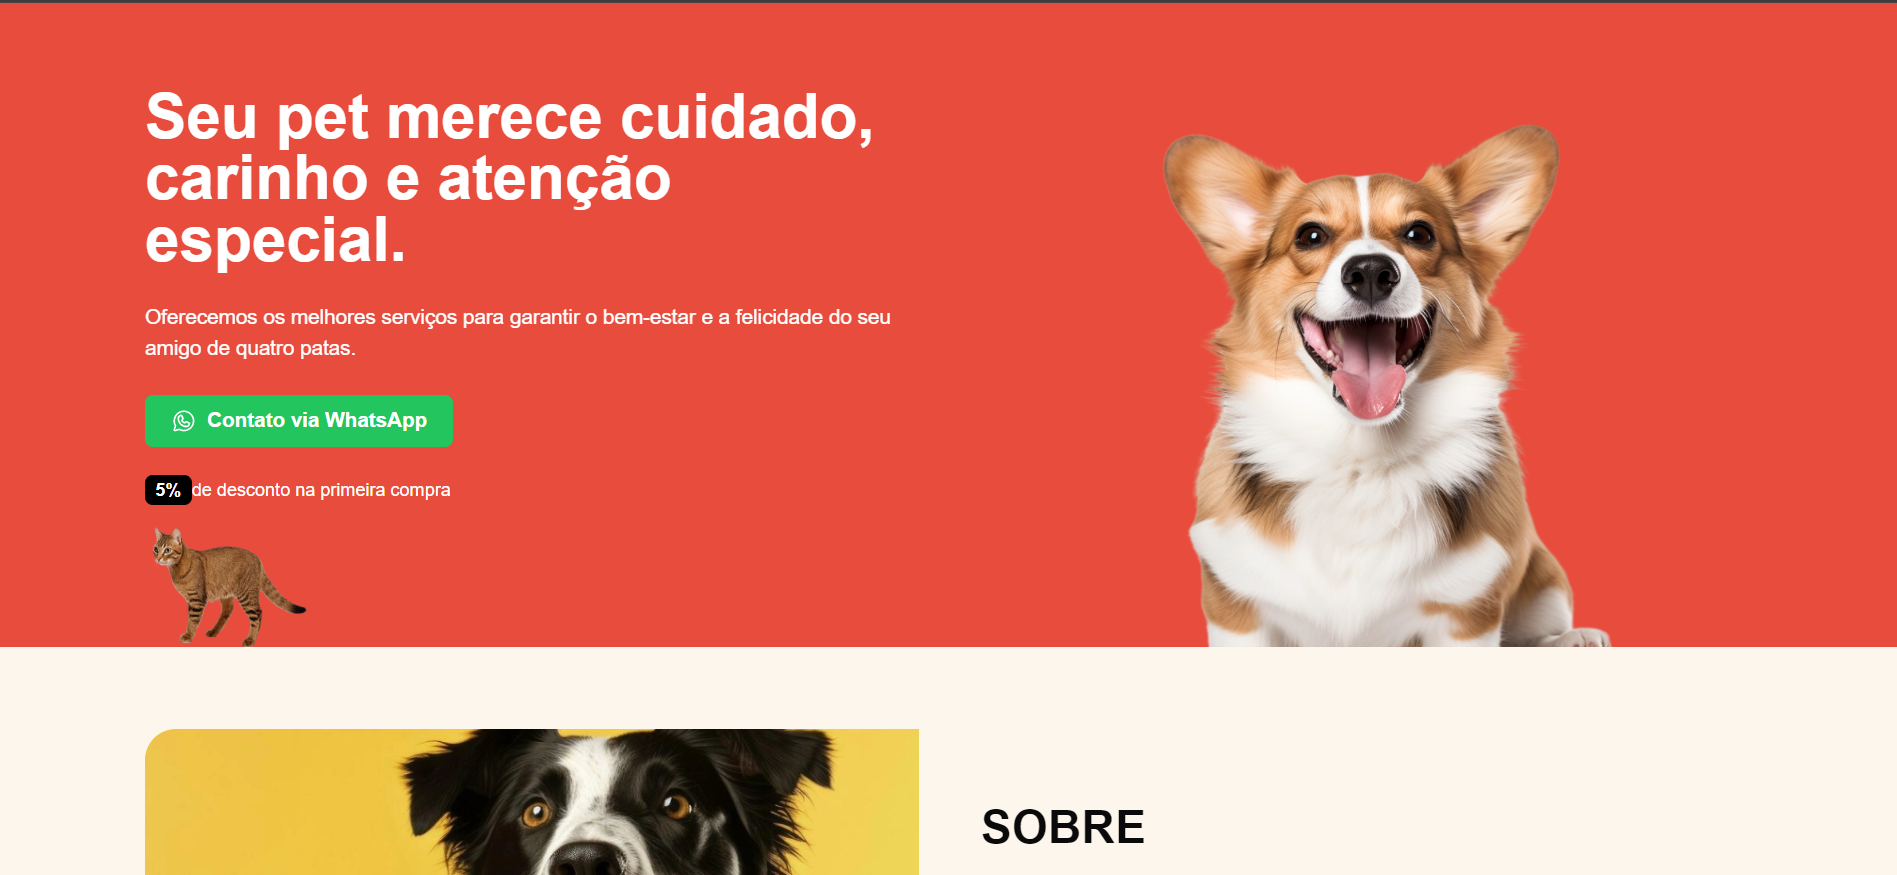 Seu pet merece cuidado,
carinho e atenção
especial.
Oferecemos os melhores serviços para garantir o bem-estar e a felicidade do seu
amigo de quatro patas.
Contato via WhatsApp
5% de desconto na primeira compra
SOBRE